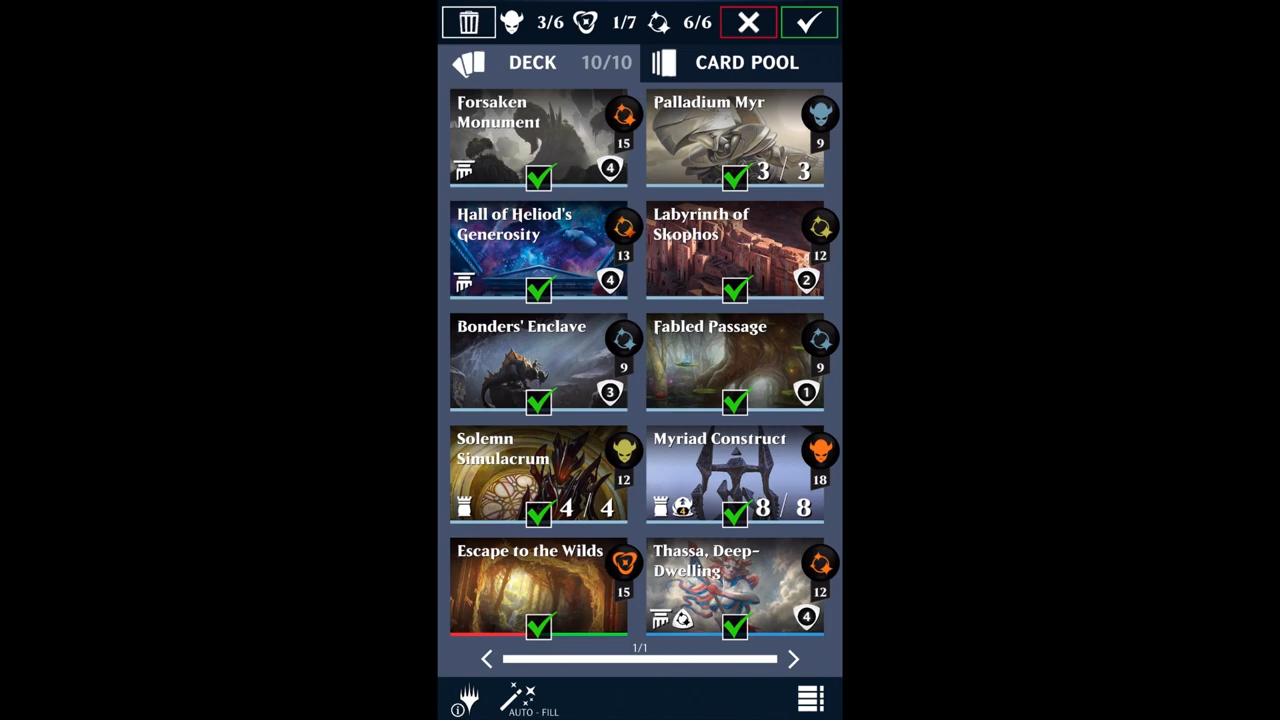 3/6 1/7 6/6
DECK 10/10 CARD POOL
Forsaken
Monument
15
4
Palladium Myr
9
3 / 3
Hall of Heliod's
Generosity
13
4
Labyrinth of
Skophos
12
2
Bonders' Enclave
9
3
Fabled Passage
9
1
Solemn
Simulacrum
12
4 / 4
Myriad Construct
18
4
8 / 8
Escape to the Wilds
15
Thassa, Deep-
Dwelling
12
4
1/1
AUTO - FILL